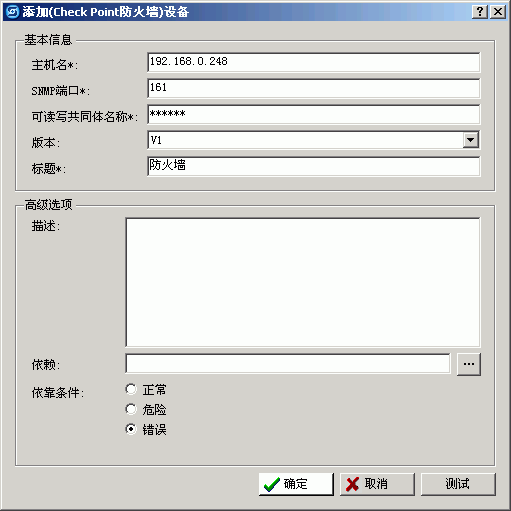 添加(Check Point防火墙)设备
基本信息
主机名*: 192.168.0.248
SNMP端口*: 161
可读写共同体名称*: ******
版本: V1
标题*: 防火墙
高级选项
描述:
依赖: ...
依靠条件: 正常
危险
错误
确定 取消 测试